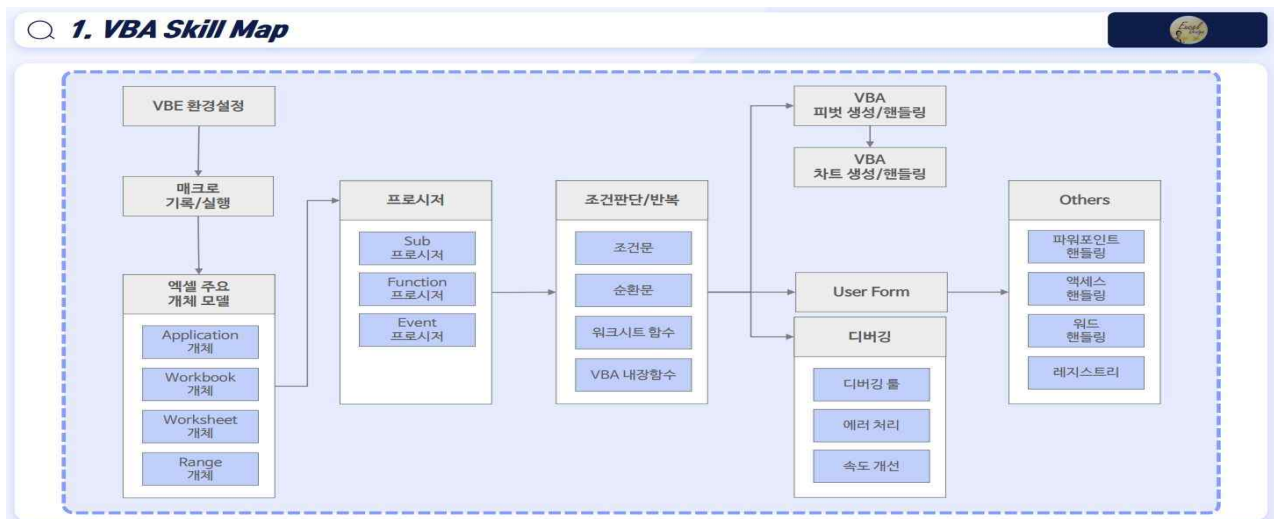 1. VBA Skill Map
Excel
VBE 환경설정
매크로
기록/실행
엑셀 주요
개체 모델
Application
개체
Workbook
개체
Worksheet
개체
Range
개체
프로시저
Sub
프로시저
Function
프로시저
Event
프로시저
조건판단/반복
조건문
순환문
워크시트 함수
VBA 내장함수
VBA
피벗 생성/핸들링
VBA
차트 생성/핸들링
User Form
디버깅
디버깅 툴
에러 처리
속도 개선
Others
파워포인트
핸들링
액세스
핸들링
워드
핸들링
레지스트리